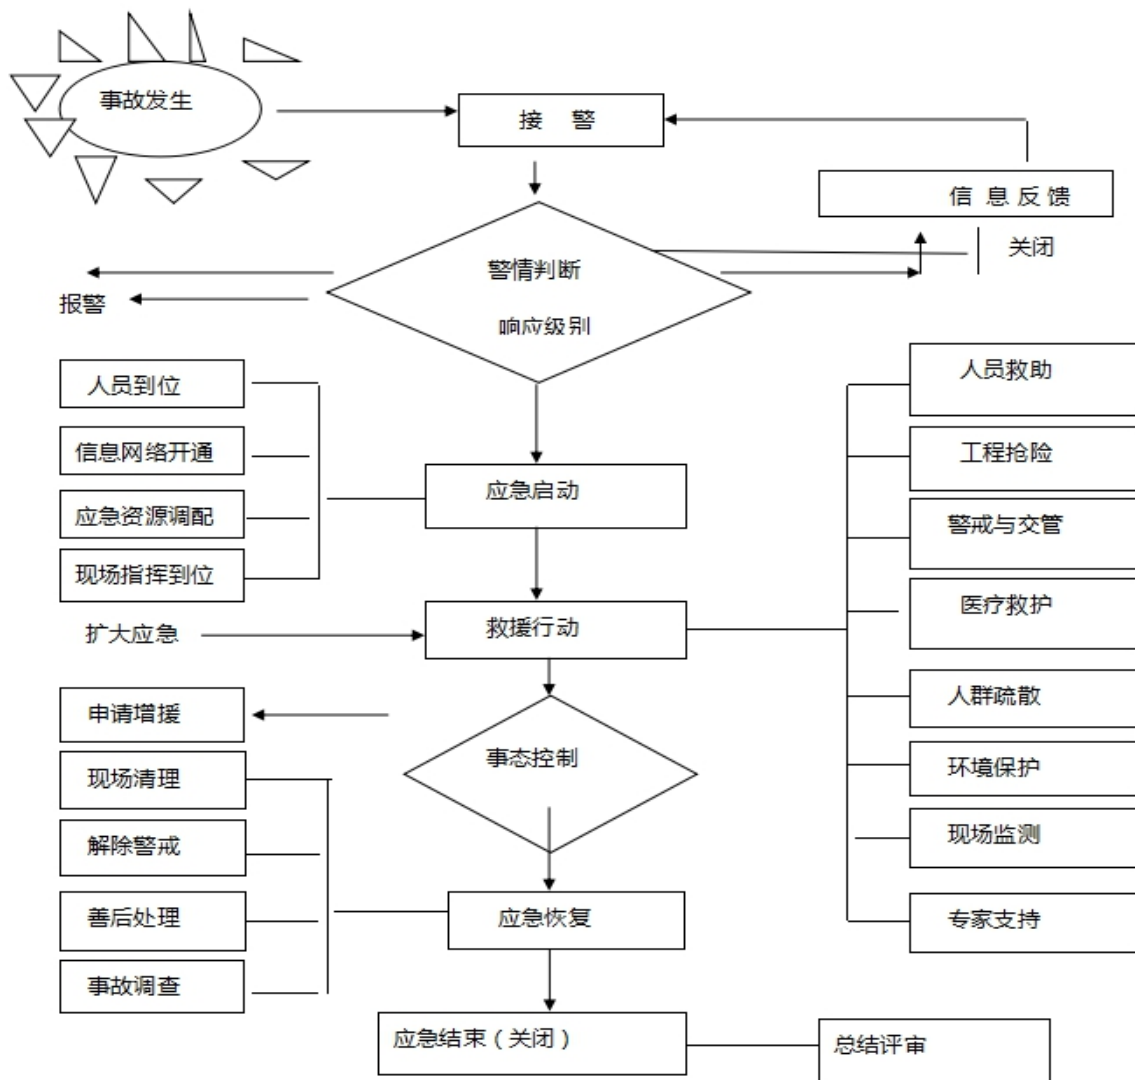 事故发生
接 警
信 息 反 馈
关闭
警情判断
响应级别
报警
人员到位
信息网络开通
应急资源调配
现场指挥到位
应急启动
人员救助
工程抢险
警戒与交管
医疗救护
人群疏散
环境保护
现场监测
专家支持
扩大应急
救援行动
申请增援
事态控制
现场清理
解除警戒
善后处理
事故调查
应急恢复
应急结束（关闭）
总结评审